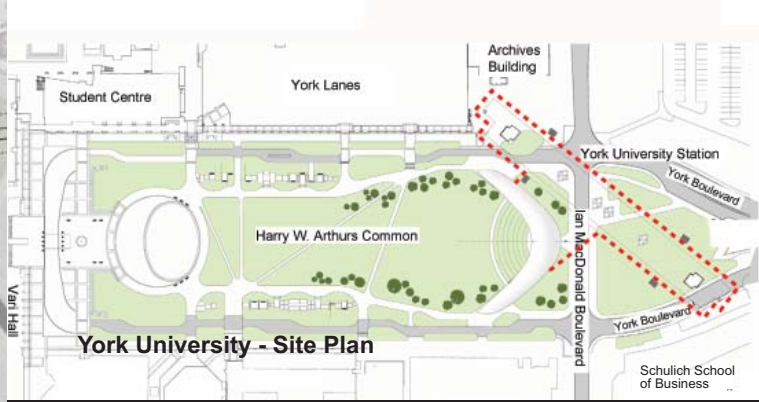 Archives
Building
York Lanes
Student Centre
York University Station
York Boulevard
Harry W. Arthurs Common
Ian MacDonald Boulevard
Vari Hall
York Boulevard
York University - Site Plan
Schulich School
of Business